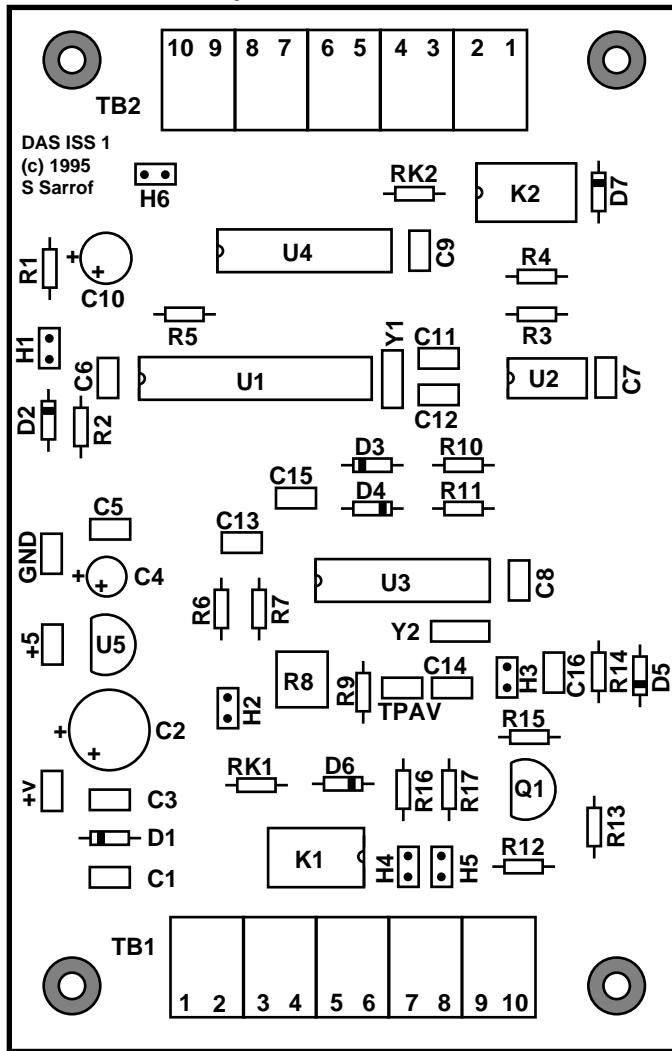 10 9 8 7 6 5 4 3 2 1
TB2
DAS ISS 1
(c) 1995
S Sarrof
H6
RK2
K2
D7
R1
C10
U4
C9
R4
R5
Y1
C11
R3
H1
C6
U1
C12
U2
C7
D2
R2
D3
R10
C15
D4
R11
C5
C13
GND
C4
U3
C8
R6
R7
+5
U5
Y2
R8
R9
C14
TPAV
H3
C16
R14
D5
H2
C2
R15
RK1
D6
R16
R17
Q1
R13
+V
C3
D1
K1
H4
H5
R12
C1
TB1
1 2 3 4 5 6 7 8 9 10